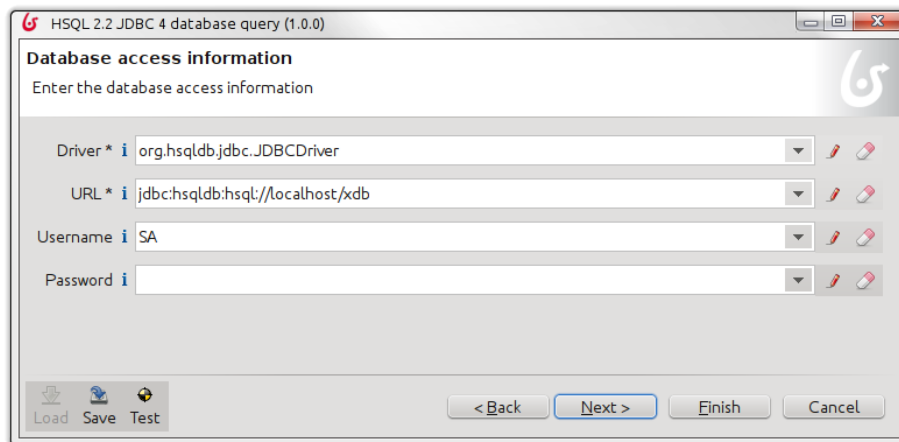 HSQL 2.2 JDBC 4 database query (1.0.0)
Database access information
Enter the database access information
Driver * i org.hsqldb.jdbc.JDBCDriver
URL * i jdbc:hsqldb:hsql://localhost/xdb
Username i SA
Password i
Load Save Test
< Back Next > Finish Cancel